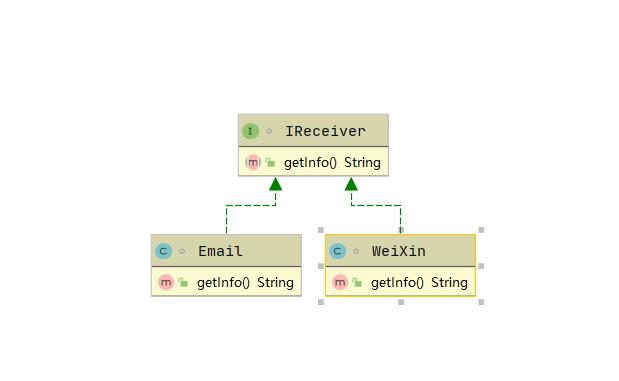 I IReceiver
m getInfo() String
C Email
m getInfo() String
C WeiXin
m getInfo() String